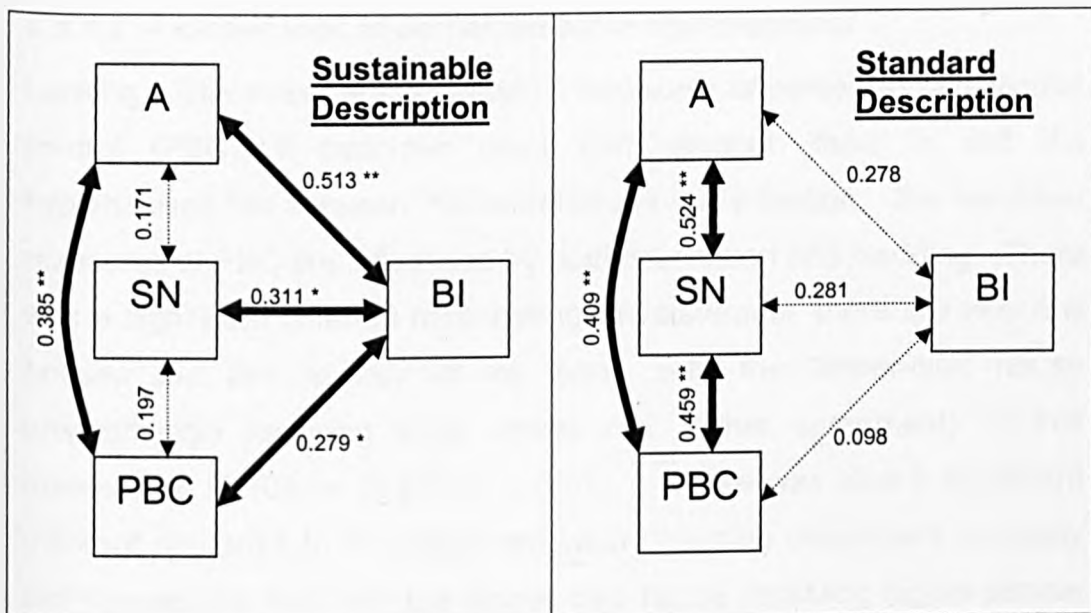 Sustainable
Description
A
0.513 **
0.171
0.385 **
SN
0.311 *
BI
0.197
0.279 *
PBC
Standard
Description
A
0.278
0.524 **
0.409 **
SN
0.281
BI
0.459 **
0.098
PBC